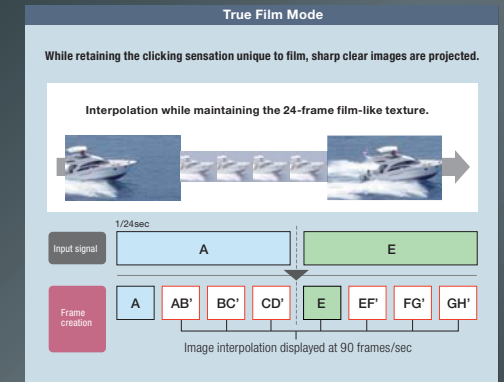 True Film Mode
While retaining the clicking sensation unique to film, sharp clear images are projected.
Interpolation while maintaining the 24-frame film-like texture.
1/24sec
Input signal
A
E
Frame
creation
A
AB'
BC'
CD'
E
EF'
FG'
GH'
Image interpolation displayed at 90 frames/sec